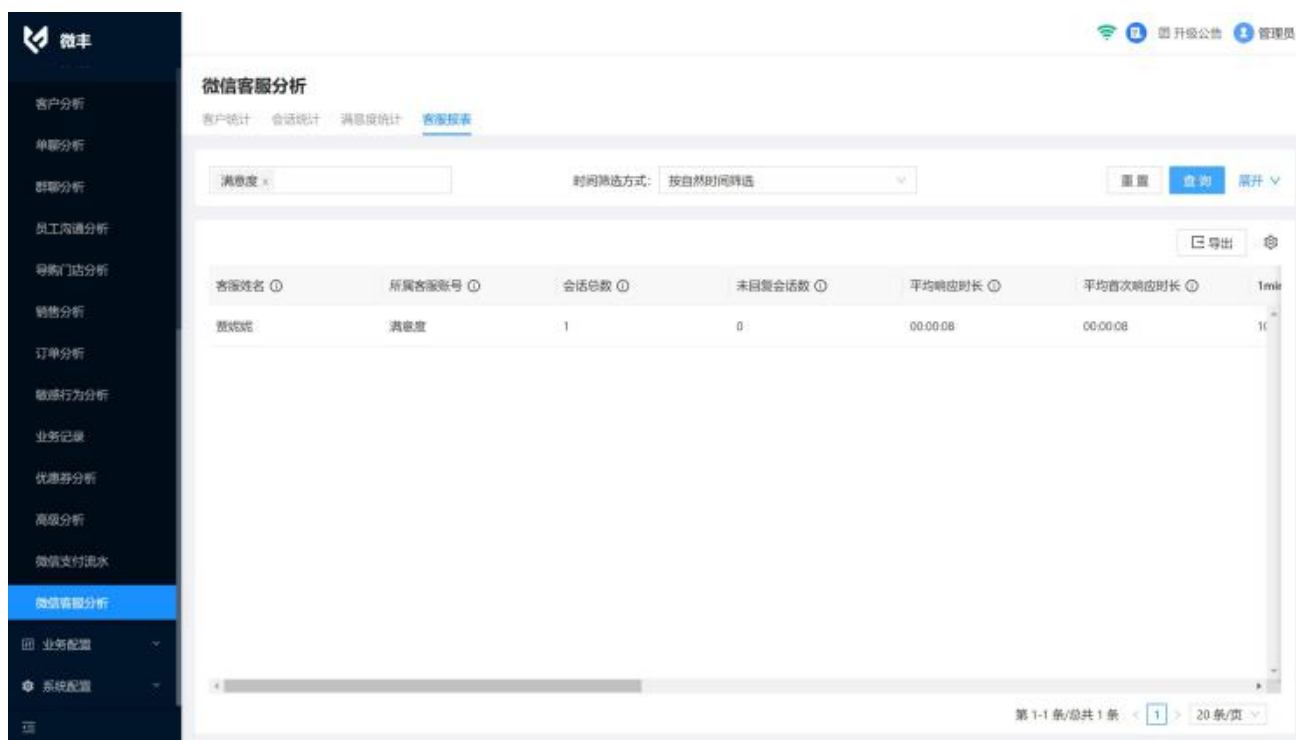 微丰
升级公告 管理员
客户分析
单聊分析
群聊分析
员工沟通分析
导购门店分析
销售分析
订单分析
敏感行为分析
业务记录
优惠券分析
高级分析
微信支付流水
微信客服分析
业务配置
系统配置
微信客服分析
客户统计 会话统计 满意度统计 客服报表
满意度 × 时间筛选方式: 按自然时间筛选 重置 查询 展开
导出
客服姓名 所属客服账号 会话总数 未回复会话数 平均响应时长 平均首次响应时长 1min
贾妮妮 满意度 1 0 00:00:08 00:00:08 10
第 1-1 条/总共 1 条 < 1 > 20 条/页